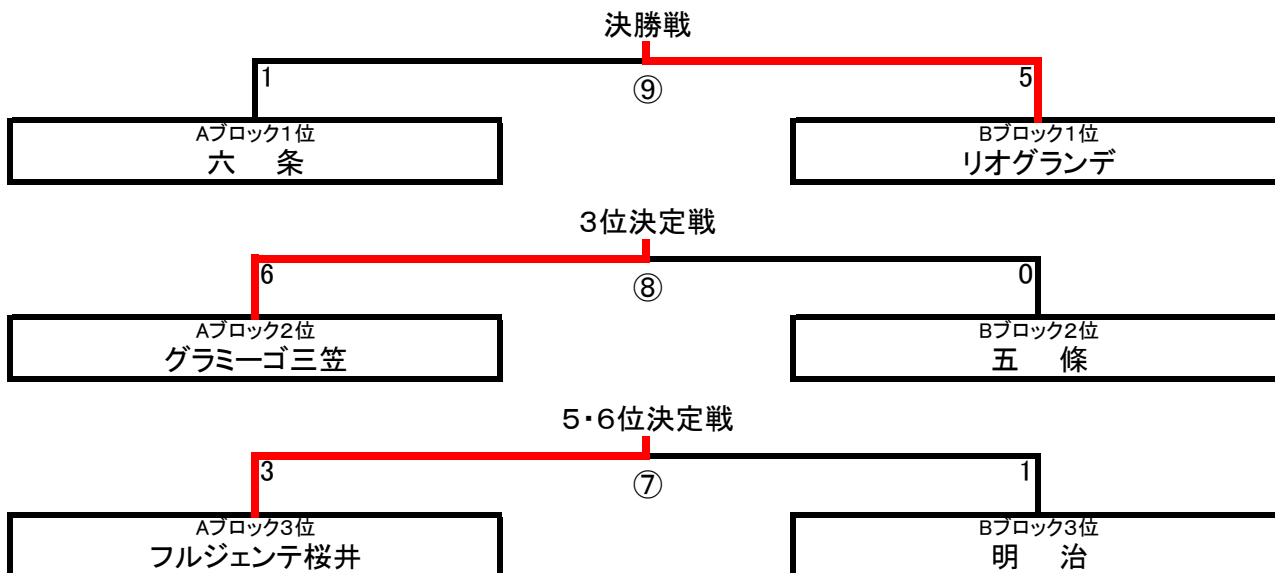 決勝戦
1 5
⑨
Aブロック1位 Bブロック1位
六 条 リオグランデ
3位決定戦
6 0
⑧
Aブロック2位 Bブロック2位
グラミーゴ三笠 五 條
5・6位決定戦
3 1
⑦
Aブロック3位 Bブロック3位
フルジェンテ桜井 明 治